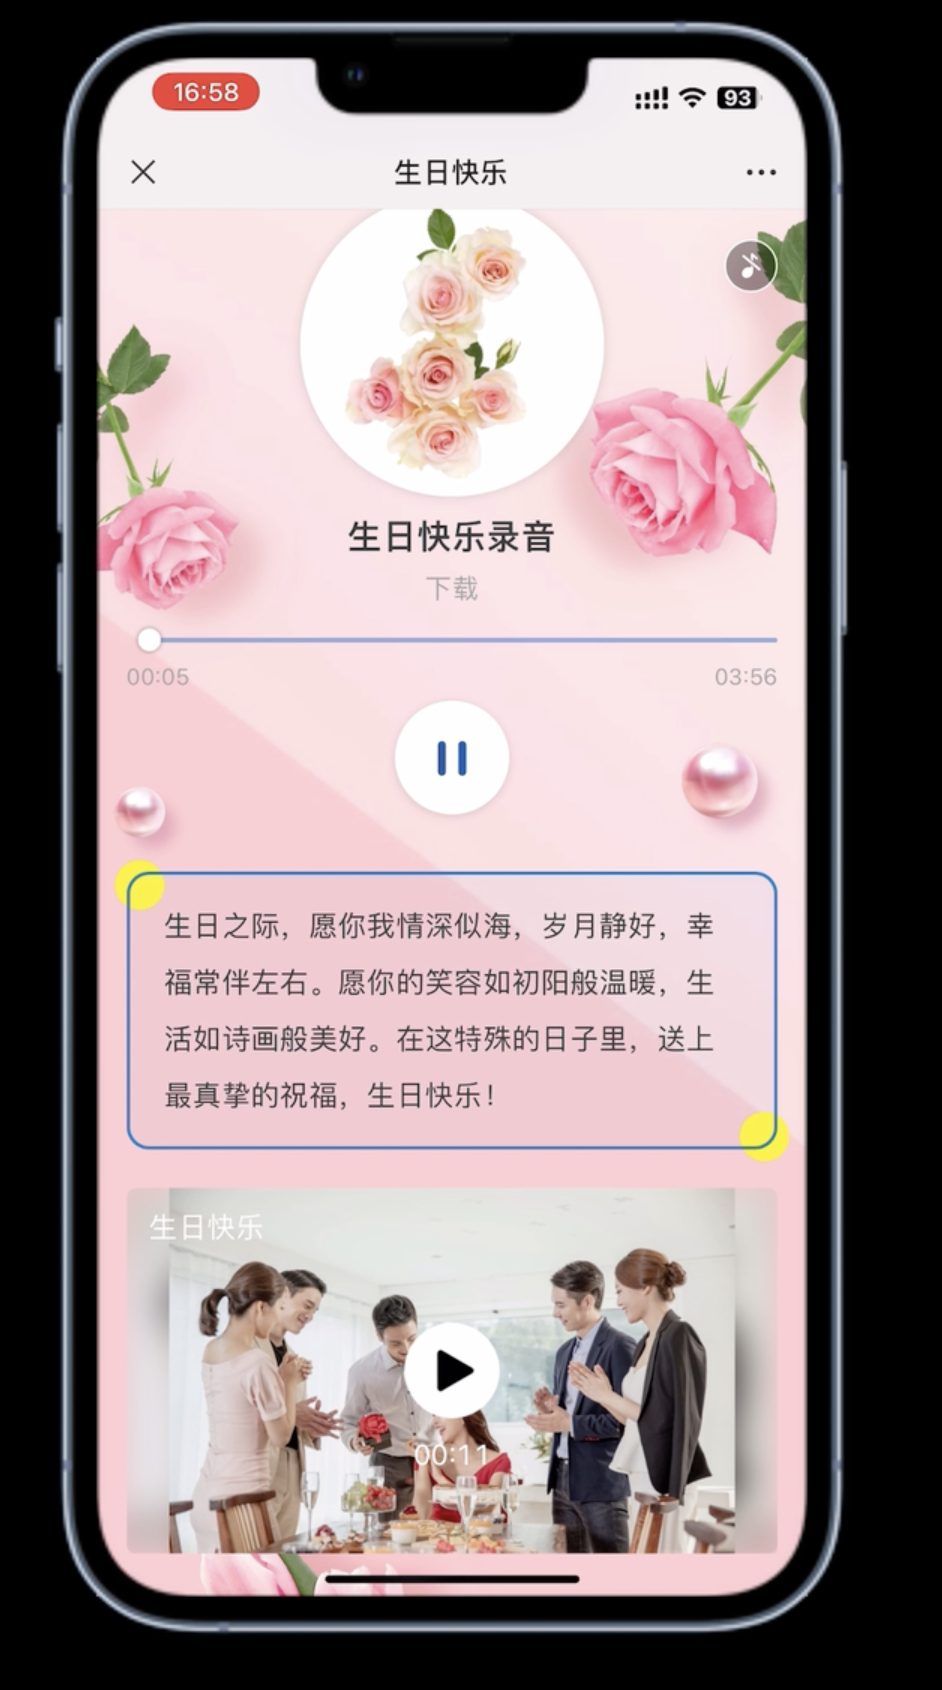 16:58
93
生日快乐
生日快乐录音
下载
00:05
03:56
生日之际，愿你我情深似海，岁月静好，幸
福常伴左右。愿你的笑容如初阳般温暖，生
活如诗画般美好。在这特殊的日子里，送上
最真挚的祝福，生日快乐！
生日快乐
00:11